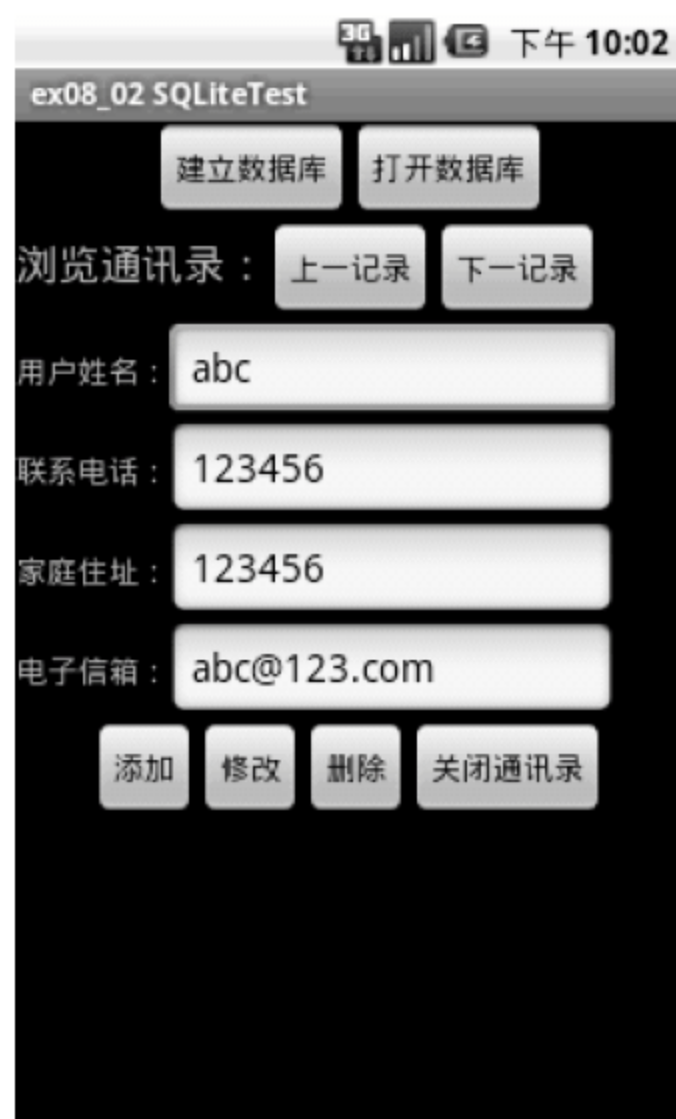 3G 下午 10:02
ex08_02 SQLiteTest
建立数据库 打开数据库
浏览通讯录： 上一记录 下一记录
用户姓名： abc
联系电话： 123456
家庭住址： 123456
电子信箱： abc@123.com
添加 修改 删除 关闭通讯录